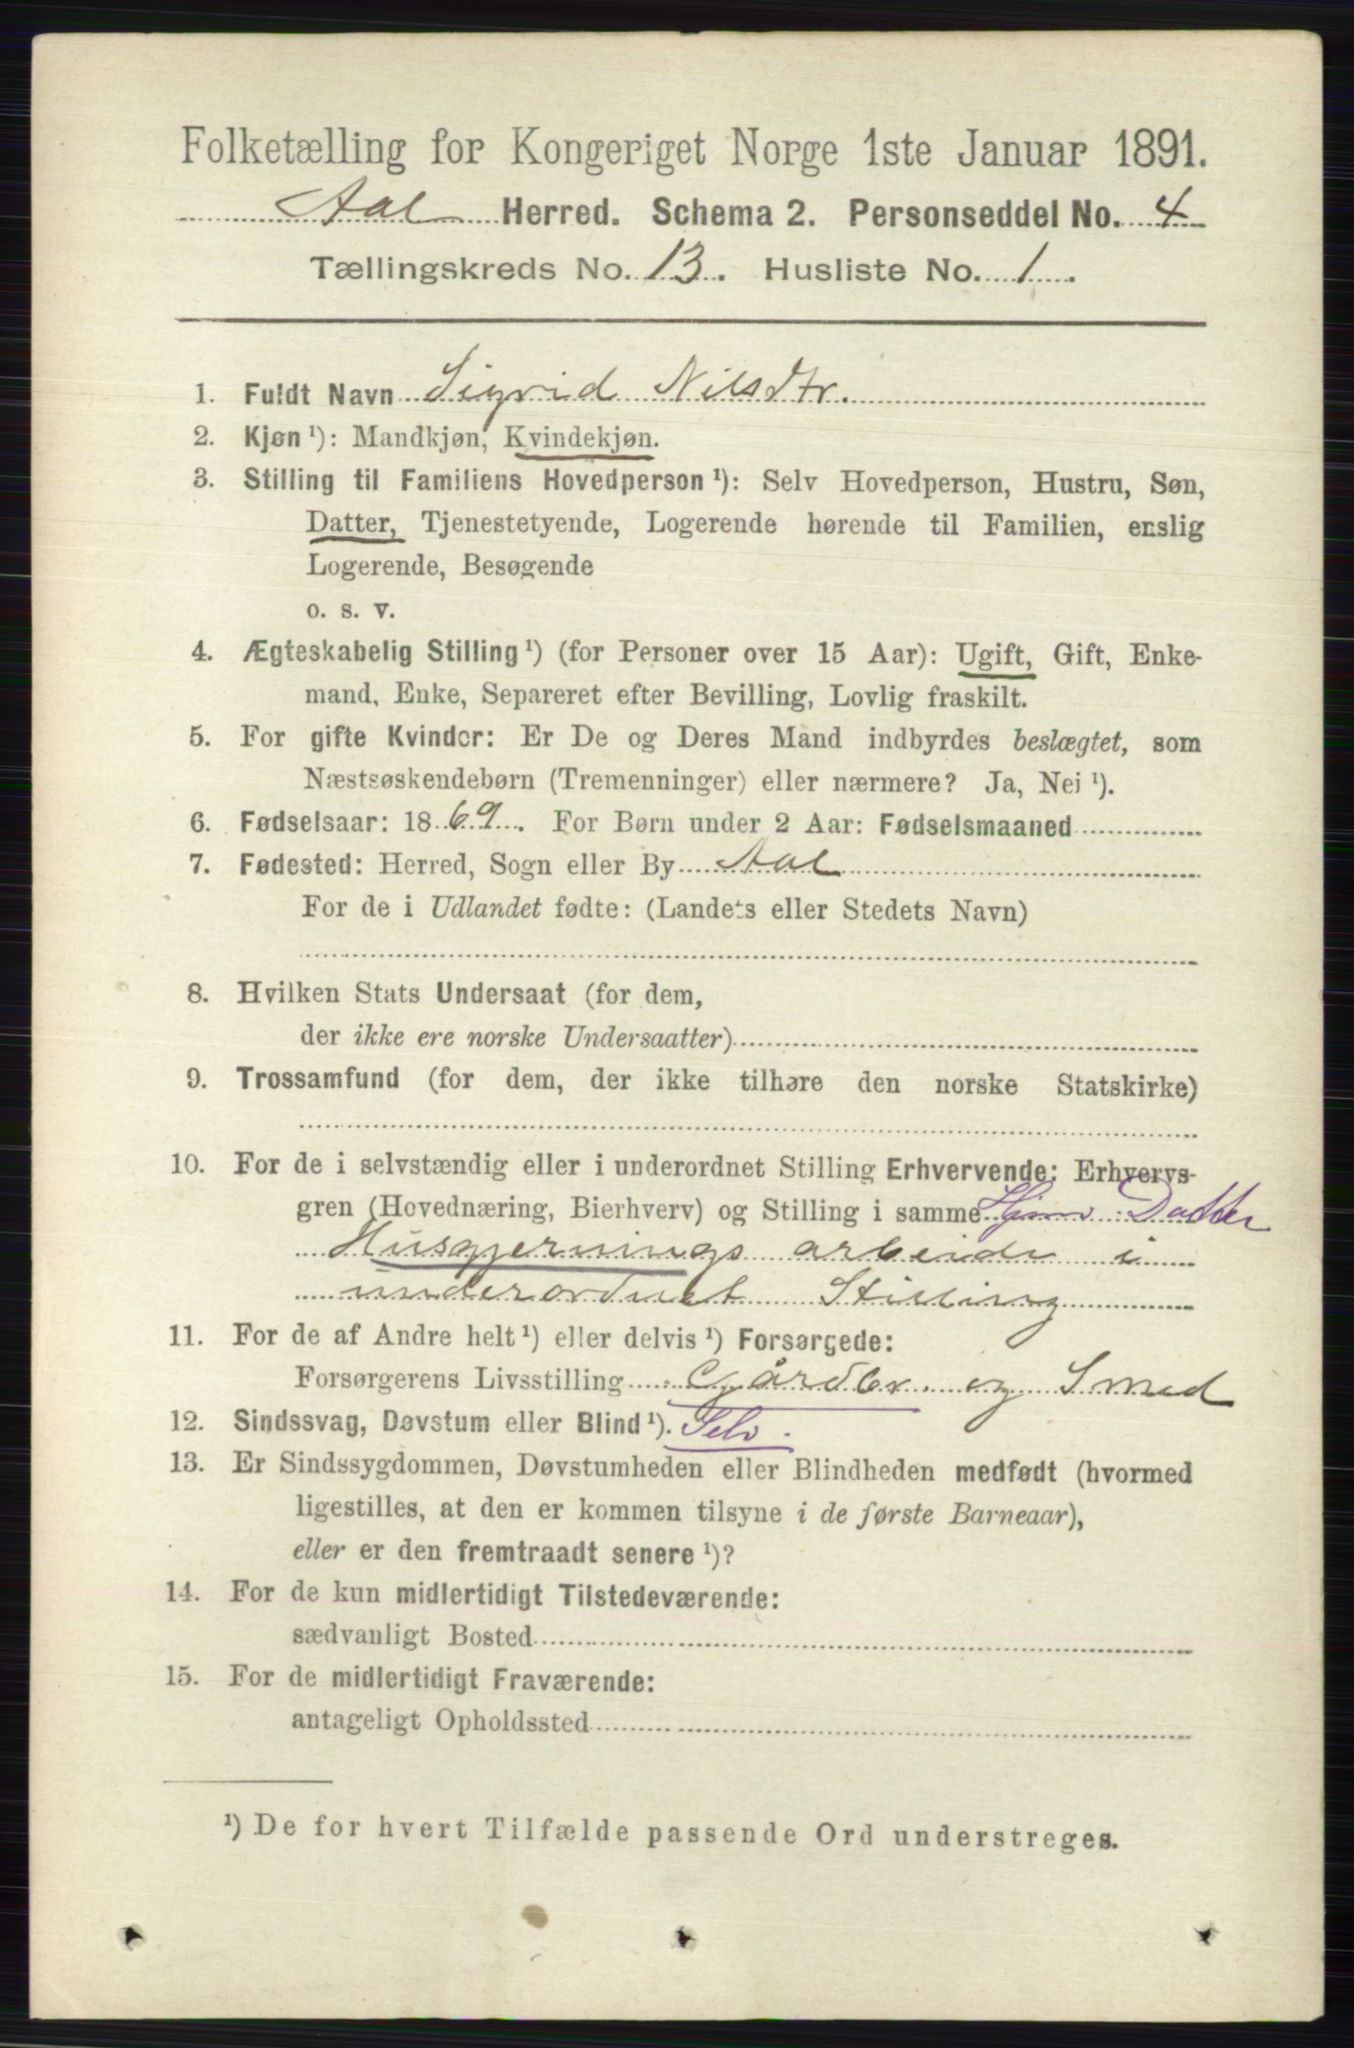 Folketælling for Kongeriget Norge 1ste Januar 1891.
Aal Herred. Schema 2. Personseddel No. 4
Tællingskreds No. 13. Husliste No. 1.
1. Fuldt Navn Sigrid Nilsdtr.
2. Kjøn ¹): Mandkjøn, Kvindekjøn.
3. Stilling til Familiens Hovedperson ¹): Selv Hovedperson, Hustru, Søn,
Datter, Tjenestetyende, Logerende hørende til Familien, enslig
Logerende, Besøgende
o. s. v.
4. Ægteskabelig Stilling ¹) (for Personer over 15 Aar): Ugift, Gift, Enke-
mand, Enke, Separeret efter Bevilling, Lovlig fraskilt.
5. For gifte Kvinder: Er De og Deres Mand indbyrdes beslægtet, som
Næstsøskendebørn (Tremenninger) eller nærmere? Ja, Nei ¹).
6. Fødselsaar: 1869. For Børn under 2 Aar: Fødselsmaaned
7. Fødested: Herred, Sogn eller By Aal
For de i Udlandet fødte: (Landets eller Stedets Navn)
8. Hvilken Stats Undersaat (for dem,
der ikke ere norske Undersaatter)
9. Trossamfund (for dem, der ikke tilhøre den norske Statskirke)
10. For de i selvstændig eller i underordnet Stilling Erhvervende: Erhvervs-
gren (Hovednæring, Bierhverv) og Stilling i samme Hjmv Datter
Husgjernings arbeide i
underordnet Stilling
11. For de af Andre helt ¹) eller delvis ¹) Forsørgede:
Forsørgerens Livsstilling Gårdbr. og Smed
12. Sindssvag, Døvstum eller Blind ¹). Selv.
13. Er Sindssygdommen, Døvstumheden eller Blindheden medfødt (hvormed
ligestilles, at den er kommen tilsyne i de første Barneaar),
eller er den fremtraadt senere ¹)?
14. For de kun midlertidigt Tilstedeværende:
sædvanligt Bosted
15. For de midlertidigt Fraværende:
antageligt Opholdssted
¹) De for hvert Tilfælde passende Ord understreges.